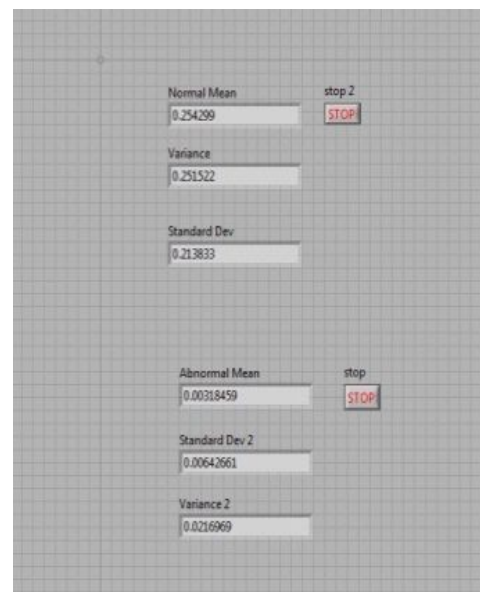 Normal Mean stop 2
0.254299 STOP
Variance
0.251522
Standard Dev
0.213833
Abnormal Mean stop
0.00318459 STOP
Standard Dev 2
0.00642661
Variance 2
0.0216969